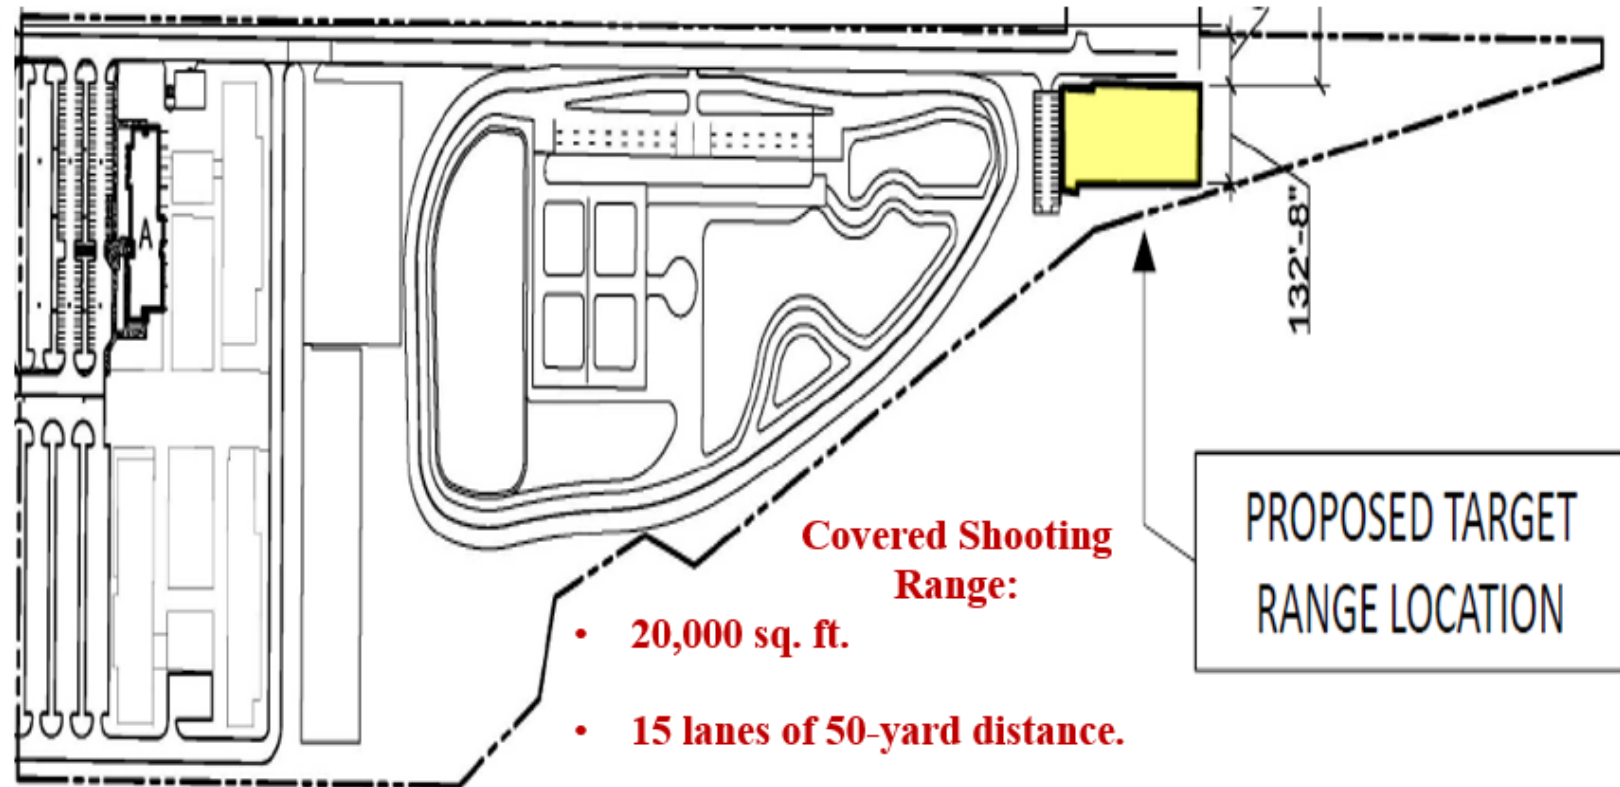 A
132'-8"
Covered Shooting
Range:
• 20,000 sq. ft.
• 15 lanes of 50-yard distance.
PROPOSED TARGET
RANGE LOCATION